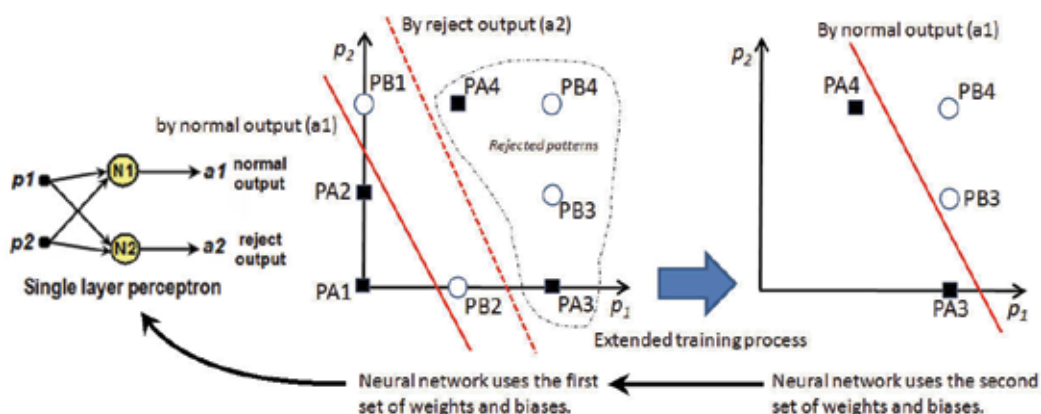 By reject output (a2)
p2
PB1
PA4
PB4
by normal output (a1)
Rejected patterns
PA2
PB3
PA1
PB2
PA3
p1
p1
N1
a1 normal
output
p2
N2
a2 reject
output
Single layer perceptron
Extended training process
By normal output (a1)
p2
PA4
PB4
PB3
PA3
p1
Neural network uses the first
set of weights and biases.
Neural network uses the second
set of weights and biases.